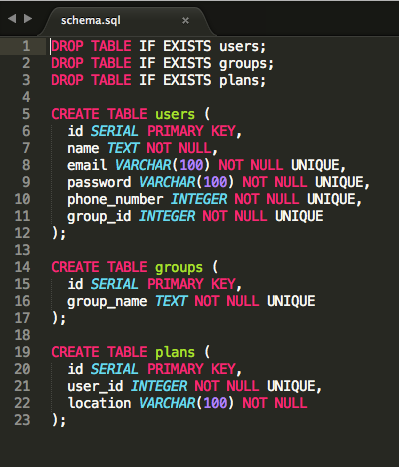 schema.sql
1 DROP TABLE IF EXISTS users;
2 DROP TABLE IF EXISTS groups;
3 DROP TABLE IF EXISTS plans;
4
5 CREATE TABLE users (
6   id SERIAL PRIMARY KEY,
7   name TEXT NOT NULL,
8   email VARCHAR(100) NOT NULL UNIQUE,
9   password VARCHAR(100) NOT NULL UNIQUE,
10   phone_number INTEGER NOT NULL UNIQUE,
11   group_id INTEGER NOT NULL UNIQUE
12 );
13
14 CREATE TABLE groups (
15   id SERIAL PRIMARY KEY,
16   group_name TEXT NOT NULL UNIQUE
17 );
18
19 CREATE TABLE plans (
20   id SERIAL PRIMARY KEY,
21   user_id INTEGER NOT NULL UNIQUE,
22   location VARCHAR(100) NOT NULL
23 );